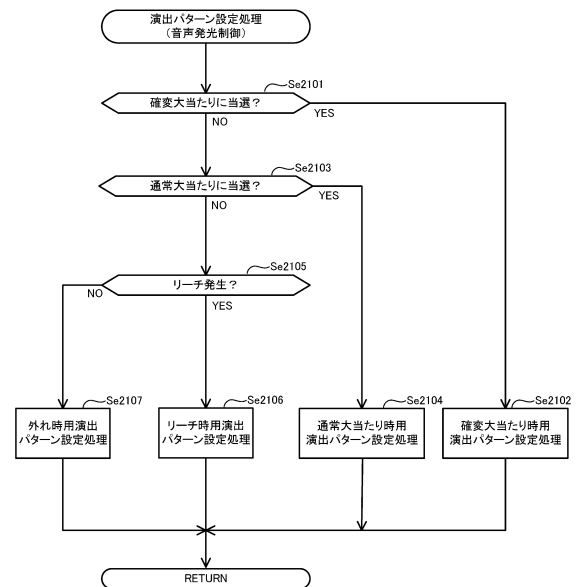 演出パターン設定処理
(音声発光制御)
Se2101
確変大当たりに当選？
NO
YES
Se2103
通常大当たりに当選？
NO
YES
Se2105
リーチ発生？
NO
YES
Se2107
外れ時用演出
パターン設定処理
Se2106
リーチ時用演出
パターン設定処理
Se2104
通常大当たり時用
演出パターン設定処理
Se2102
確変大当たり時用
演出パターン設定処理
RETURN